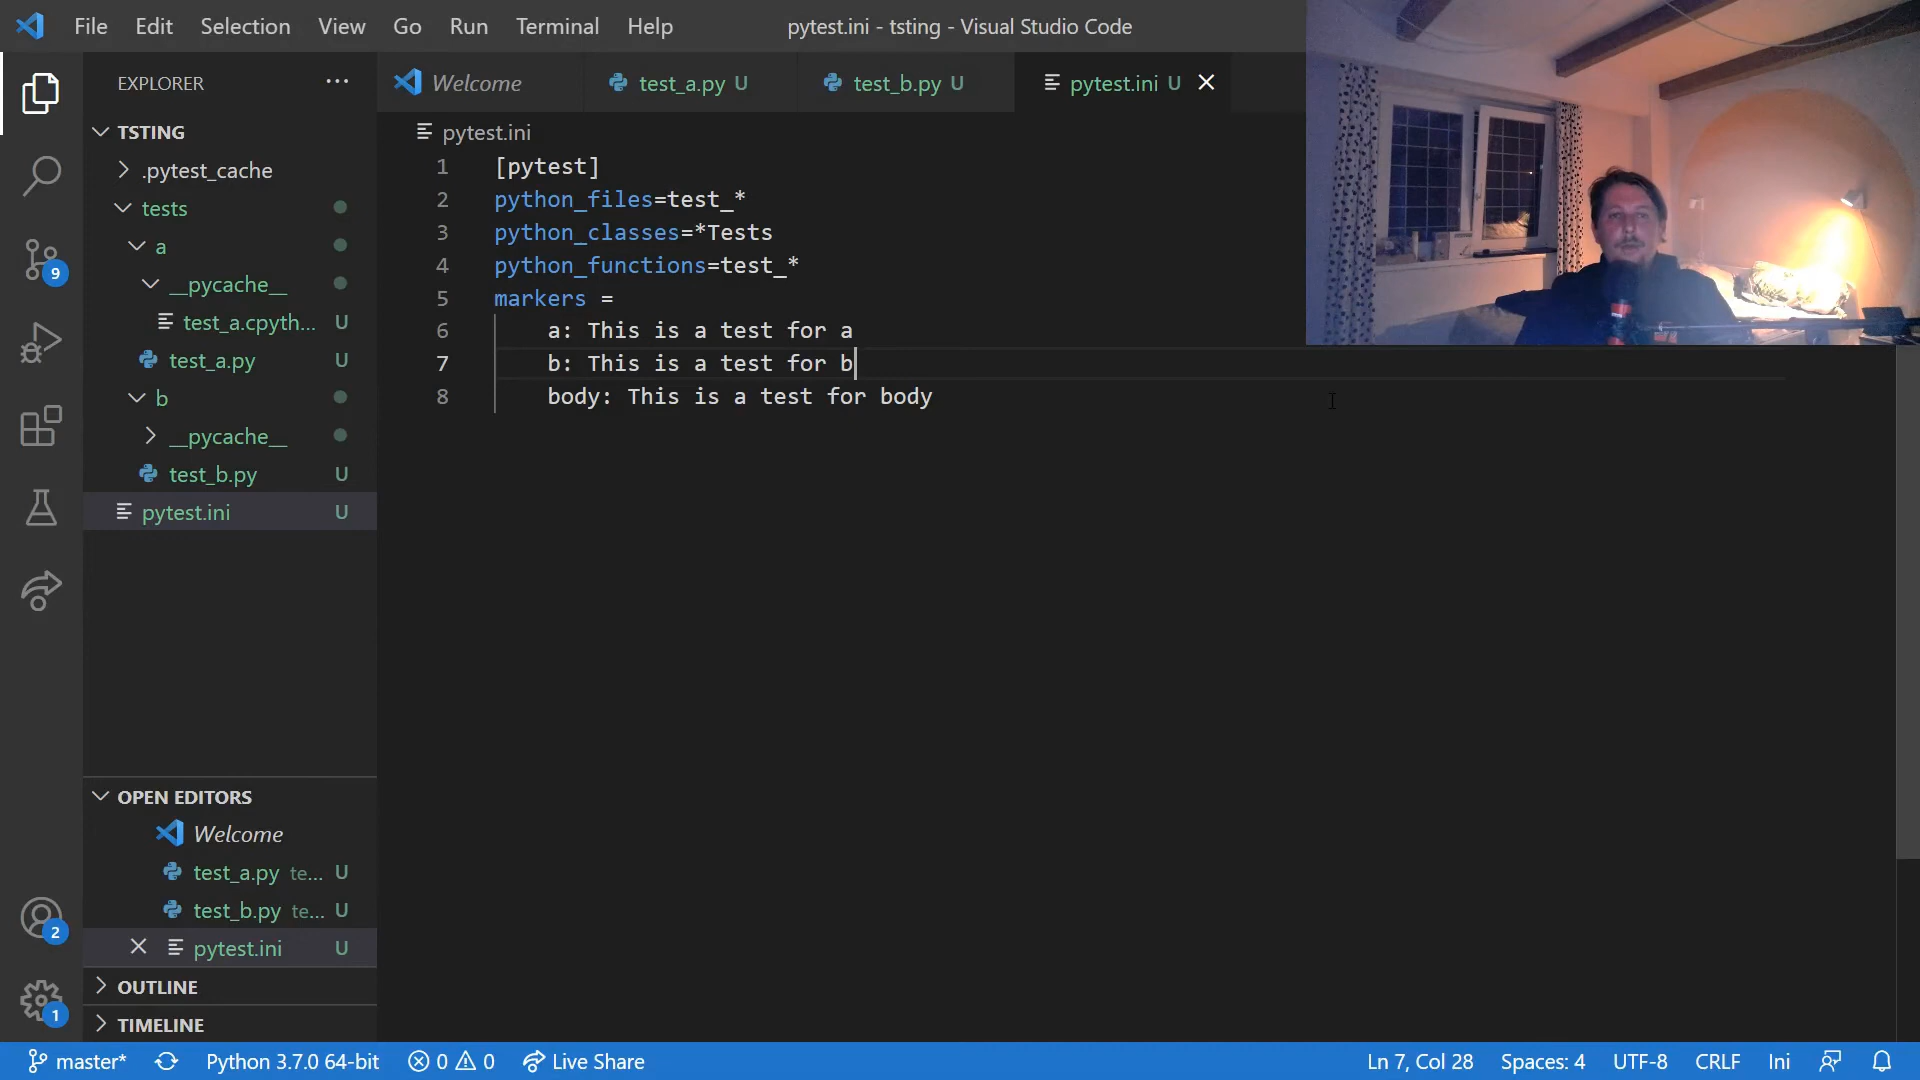 File Edit Selection View Go Run Terminal Help pytest.ini - tsting - Visual Studio Code
EXPLORER ···
TSTING
.pytest_cache
tests
a
__pycache__
test_a.cpyth... U
test_a.py U
b
__pycache__
test_b.py U
pytest.ini U
OPEN EDITORS
Welcome
test_a.py te... U
test_b.py te... U
pytest.ini U
OUTLINE
TIMELINE
9
2
1
Welcome test_a.py U test_b.py U pytest.ini U
pytest.ini
1 [pytest]
2 python_files=test_*
3 python_classes=*Tests
4 python_functions=test_*
5 markers =
6 a: This is a test for a
7 b: This is a test for b
8 body: This is a test for body
master* Python 3.7.0 64-bit 0 0 Live Share Ln 7, Col 28 Spaces: 4 UTF-8 CRLF Ini